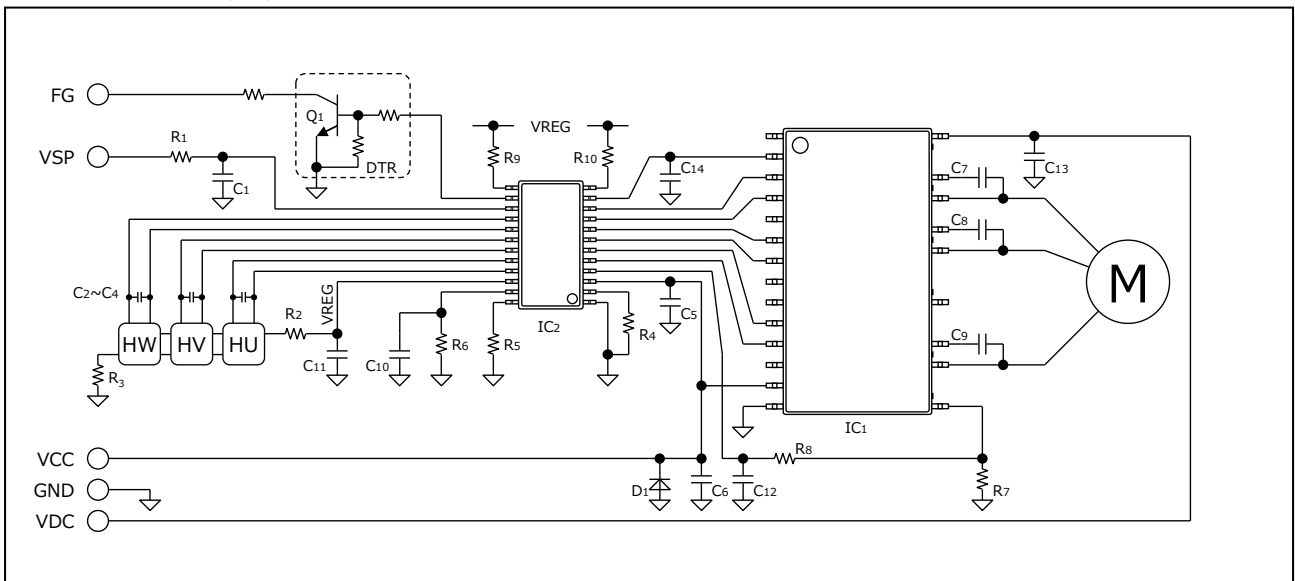 FG
Q1
DTR
R1
VSP
C1
R9
VREG
R10
C14
C7
C13
C8
M
C2~C4
HW
HV
HU
R2
VREG
C11
C10
R6
R5
IC2
R4
C5
C9
R3
IC1
VCC
R8
D1
C6
C12
R7
GND
VDC